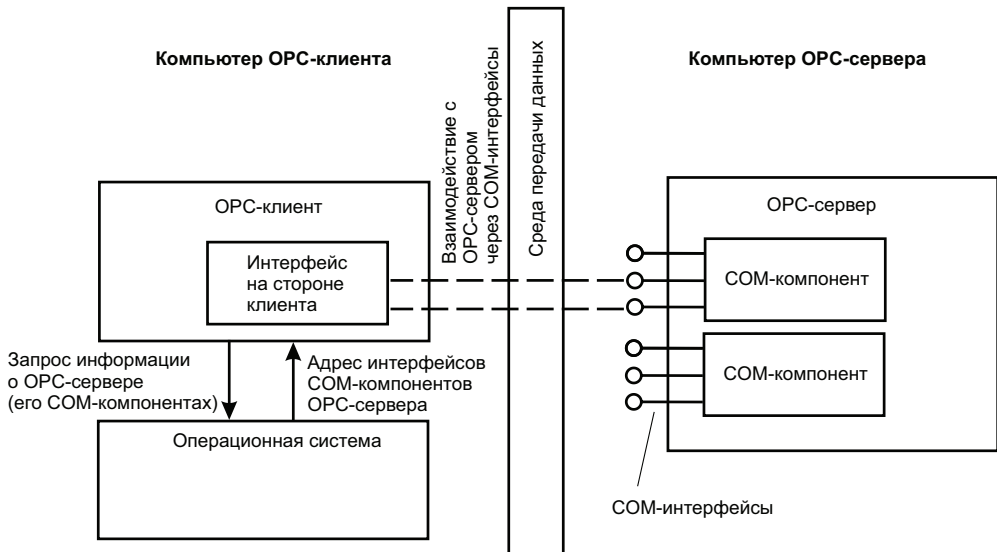 Компьютер OPC-клиента
Компьютер OPC-сервера
OPC-клиент
Интерфейс
на стороне
клиента
Запрос информации
о OPC-сервере
(его COM-компонентах)
Адрес интерфейсов
COM-компонентов
OPC-сервера
Операционная система
Взаимодействие с
OPC-сервером
через COM-интерфейсы
Среда передачи данных
OPC-сервер
COM-компонент
COM-компонент
COM-интерфейсы